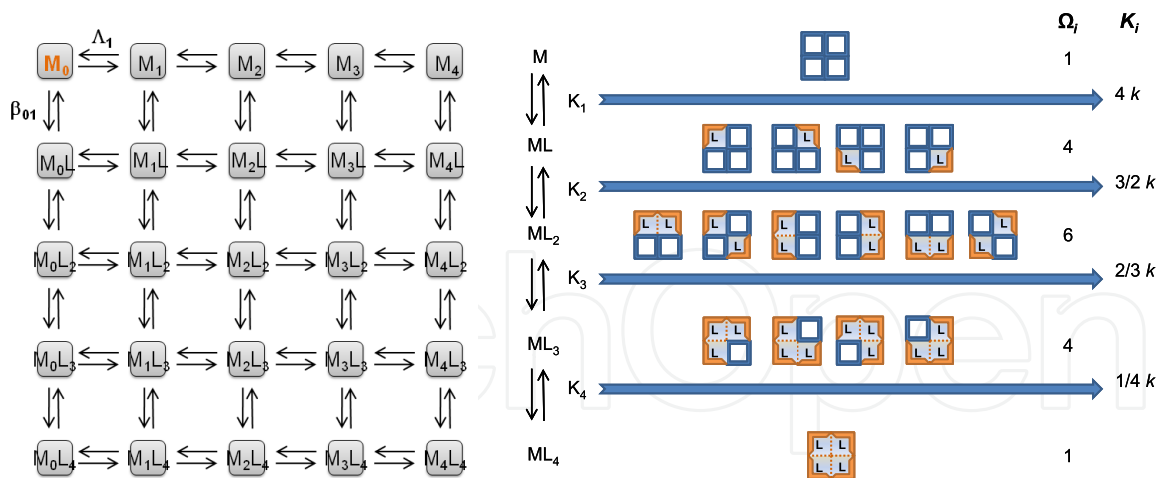 Λ1
M0 M1 M2 M3 M4
β01
M0L M1L M2L M3L M4L
M0L2 M1L2 M2L2 M3L2 M4L2
M0L3 M1L3 M2L3 M3L3 M4L3
M0L4 M1L4 M2L4 M3L4 M4L4
Ωi Ki
M 1
K1 4 k
ML L L L L 4
K2 3/2 k
ML2 L L L L L L L L L L L L 6
K3 2/3 k
ML3 L L L L L L L L L L L L 4
K4 1/4 k
ML4 L L L L 1